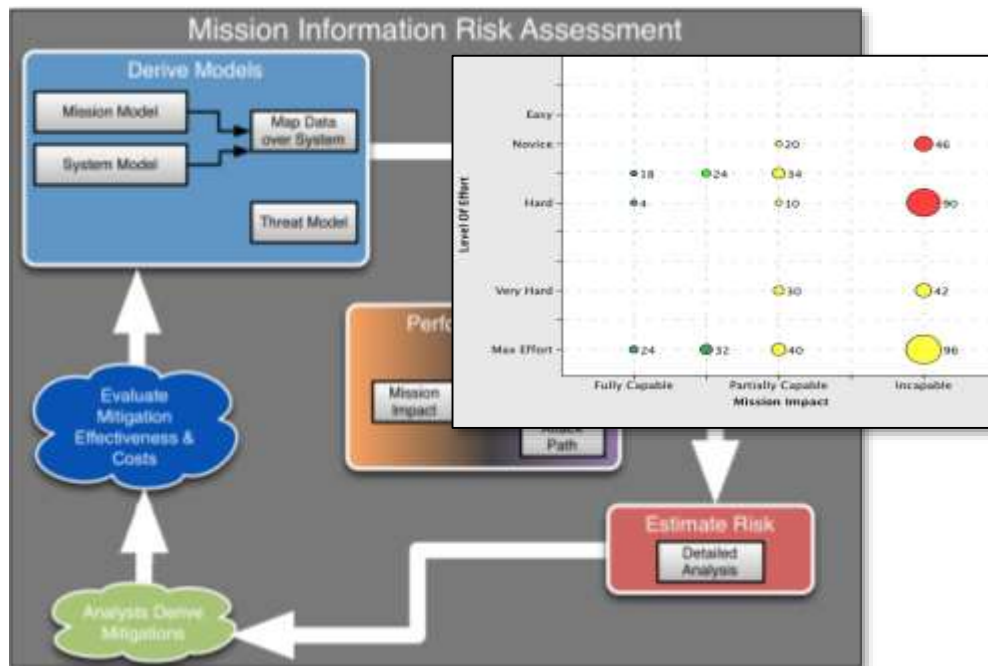 Mission Information Risk Assessment
Derive Models
Mission Model
System Model
Map Data
over System
Threat Model
Easy
Novice
20
46
18
24
34
Hard
4
10
90
Very Hard
30
42
Max Effort
24
32
40
96
Fully Capable
Partially Capable
Incapable
Mission Impact
Level Of Effort
Perfo
Mission
Impact
Path
Evaluate
Mitigation
Effectiveness &
Costs
Estimate Risk
Detailed
Analysis
Analysts Derive
Mitigations